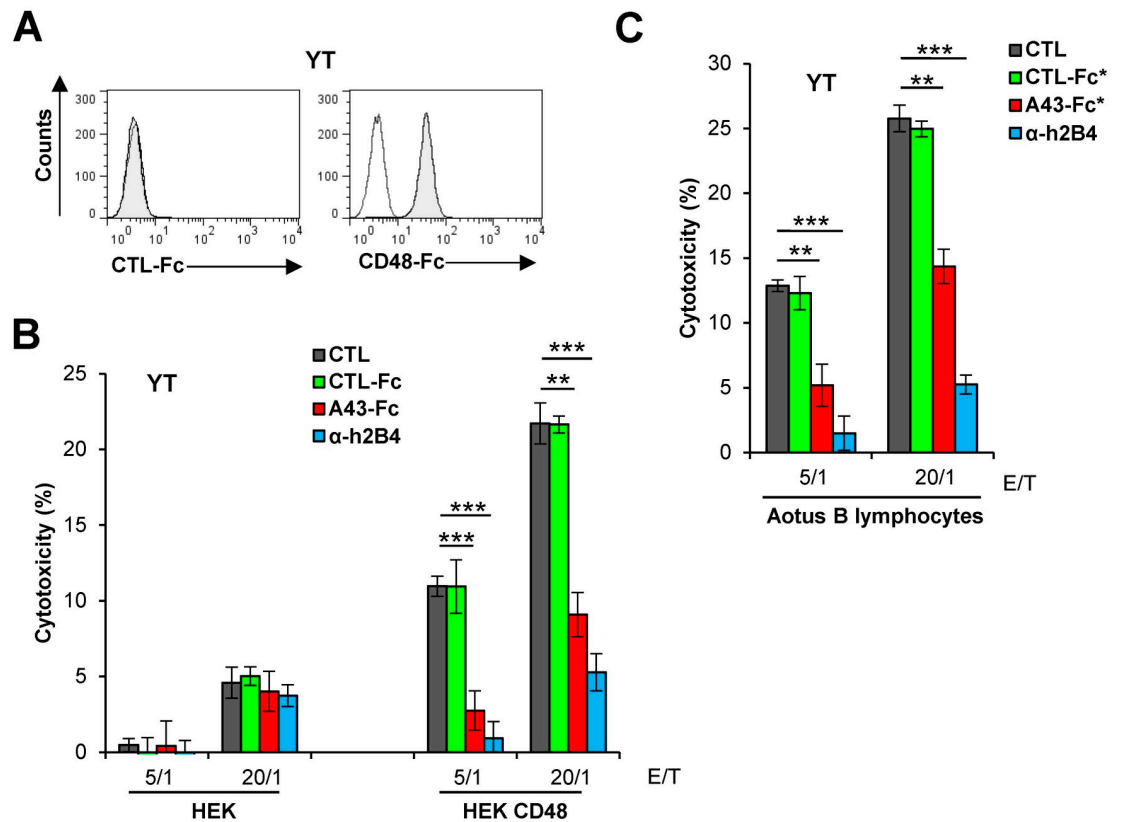 A
YT
Counts
300
200
100
0
10^0 10^1 10^2 10^3 10^4
CTL-Fc
300
200
100
0
10^0 10^1 10^2 10^3 10^4
CD48-Fc
B
YT
CTL
CTL-Fc
A43-Fc
α-h2B4
Cytotoxicity (%)
25
20
15
10
5
0
***
***
***
**
5/1 20/1 5/1 20/1 E/T
HEK HEK CD48
C
YT
CTL
CTL-Fc*
A43-Fc*
α-h2B4
Cytotoxicity (%)
30
25
20
15
10
5
0
***
**
***
**
5/1 20/1 E/T
Aotus B lymphocytes